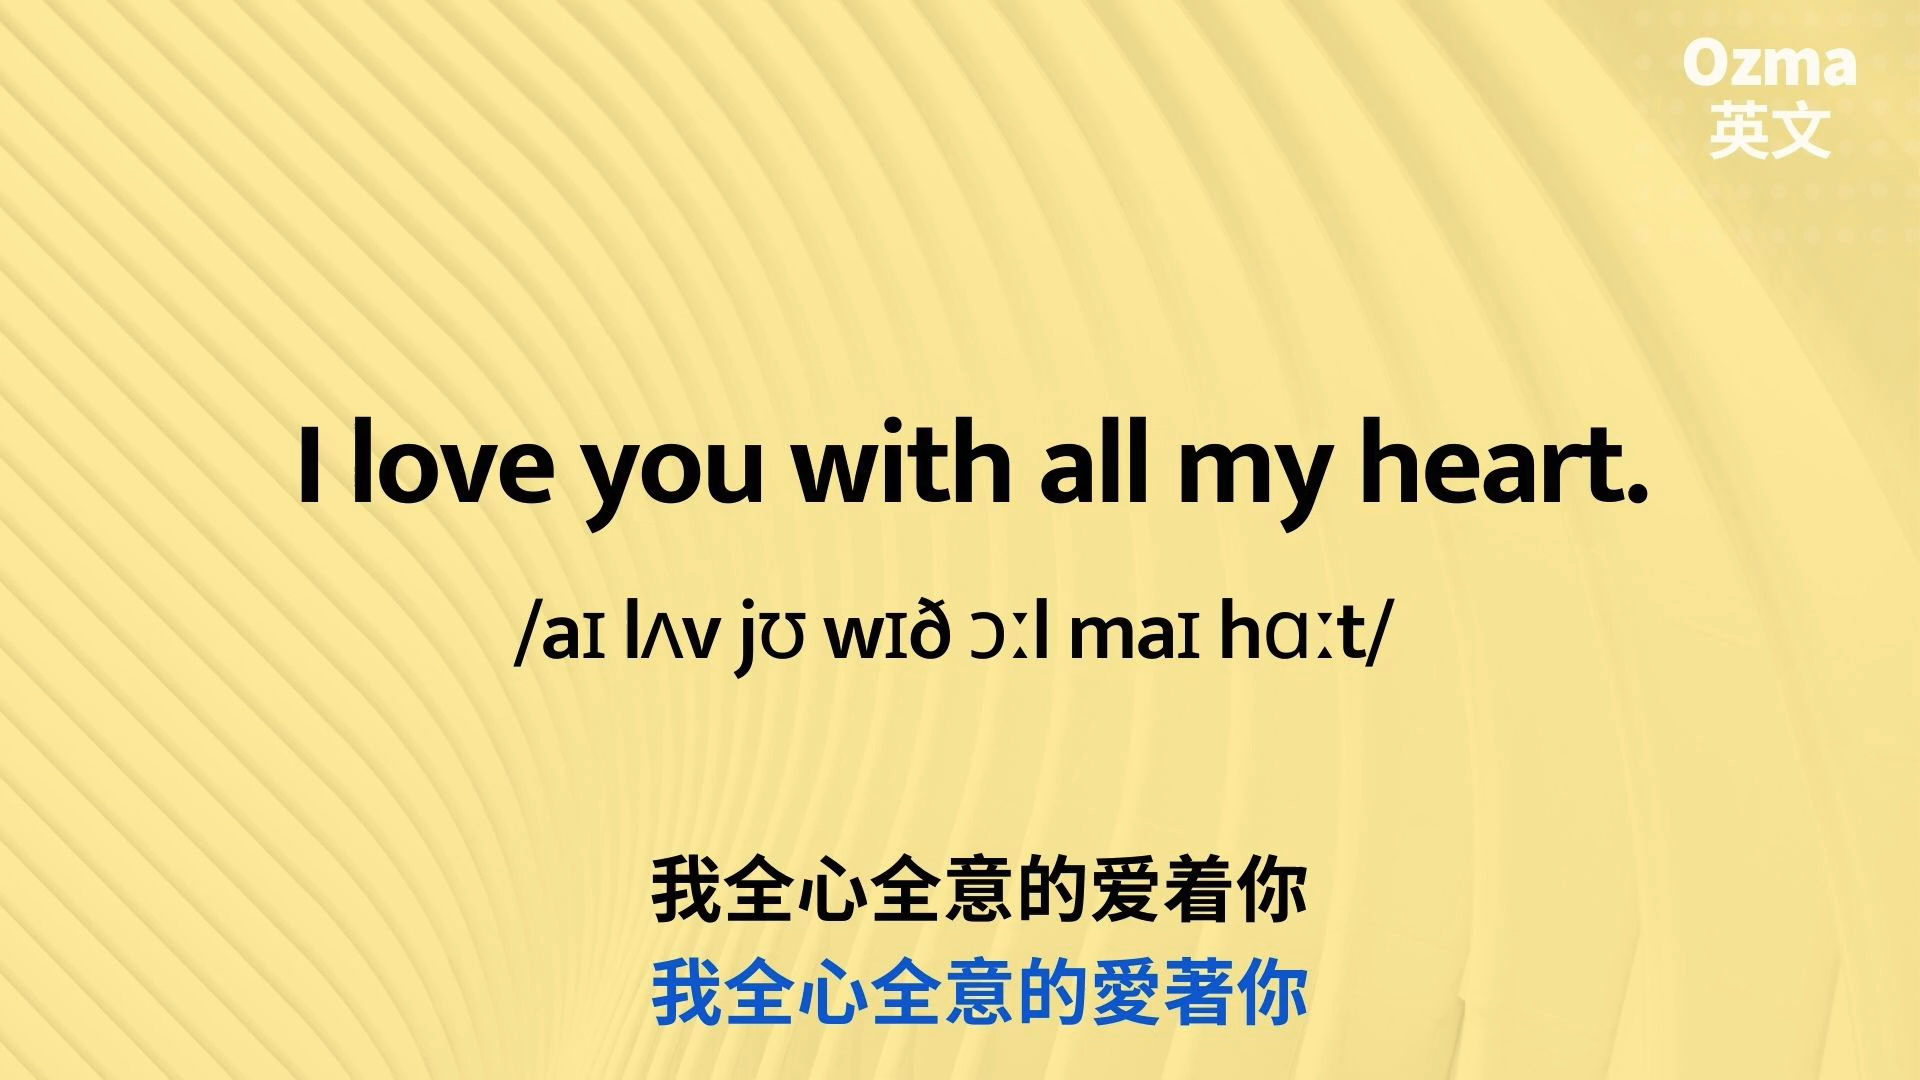 Ozma
英文
I love you with all my heart.
/aɪ lʌv jʊ wɪð ɔːl maɪ hɑːt/
我全心全意的爱着你
我全心全意的愛著你